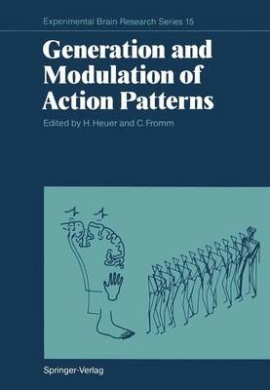 Experimental Brain Research Series 15
Generation and
Modulation of
Action Patterns
Edited by H. Heuer and C. Fromm
Springer-Verlag